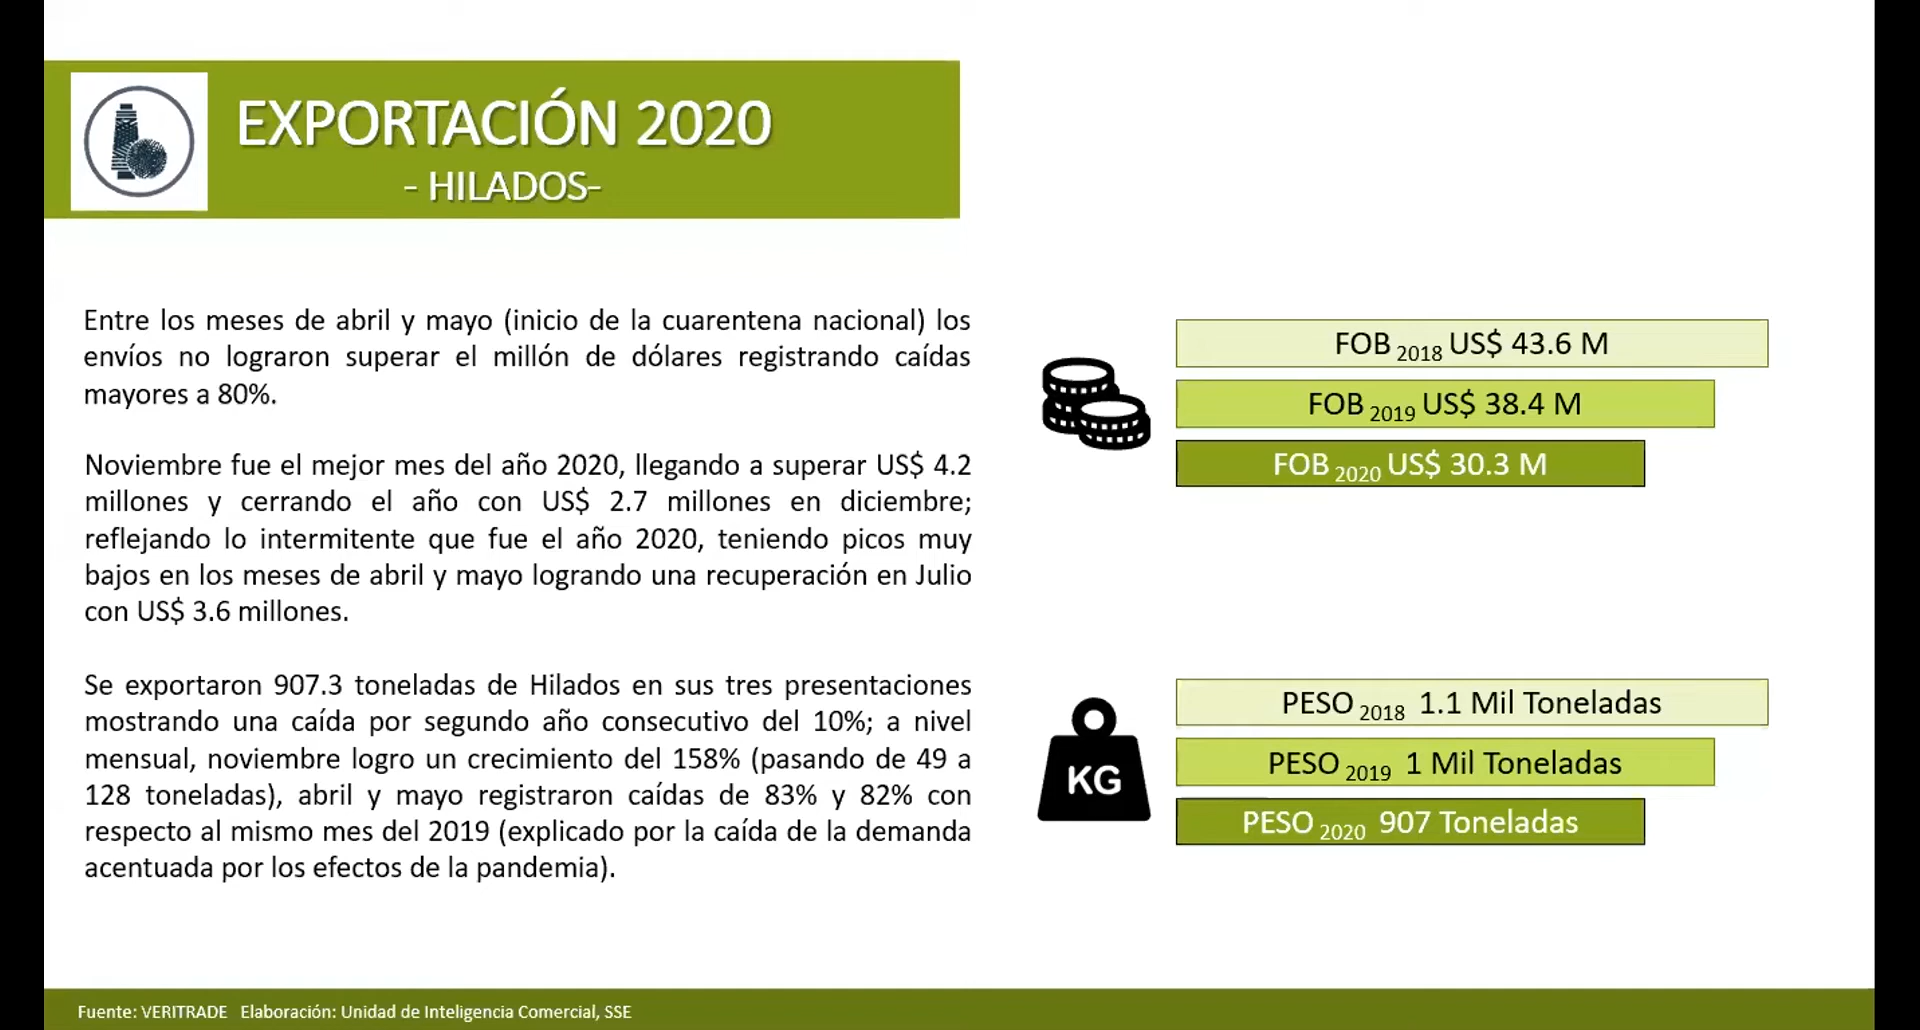 EXPORTACIÓN 2020
- HILADOS-
Entre los meses de abril y mayo (inicio de la cuarentena nacional) los
envíos no lograron superar el millón de dólares registrando caídas
mayores a 80%.
Noviembre fue el mejor mes del año 2020, llegando a superar US$ 4.2
millones y cerrando el año con US$ 2.7 millones en diciembre;
reflejando lo intermitente que fue el año 2020, teniendo picos muy
bajos en los meses de abril y mayo logrando una recuperación en Julio
con US$ 3.6 millones.
Se exportaron 907.3 toneladas de Hilados en sus tres presentaciones
mostrando una caída por segundo año consecutivo del 10%; a nivel
mensual, noviembre logro un crecimiento del 158% (pasando de 49 a
128 toneladas), abril y mayo registraron caídas de 83% y 82% con
respecto al mismo mes del 2019 (explicado por la caída de la demanda
acentuada por los efectos de la pandemia).
FOB 2018 US$ 43.6 M
FOB 2019 US$ 38.4 M
FOB 2020 US$ 30.3 M
KG
PESO 2018 1.1 Mil Toneladas
PESO 2019 1 Mil Toneladas
PESO 2020 907 Toneladas
Fuente: VERITRADE Elaboración: Unidad de Inteligencia Comercial, SSE